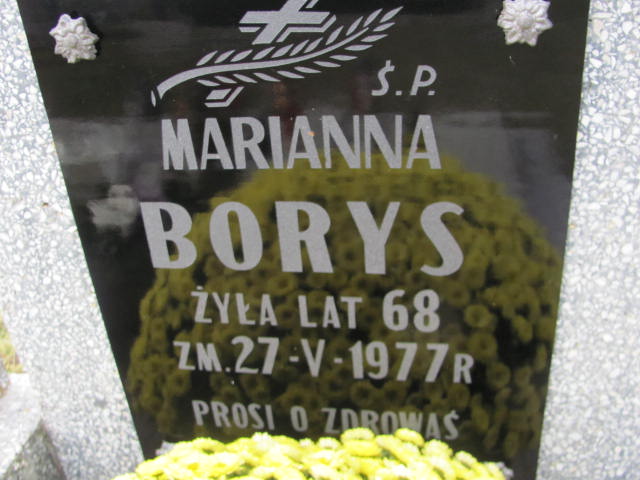 Ś.P.
MARIANNA
BORYS
ŻYŁA LAT 68
ZM. 27-V-1977R
PROSI O ZDROWAŚ